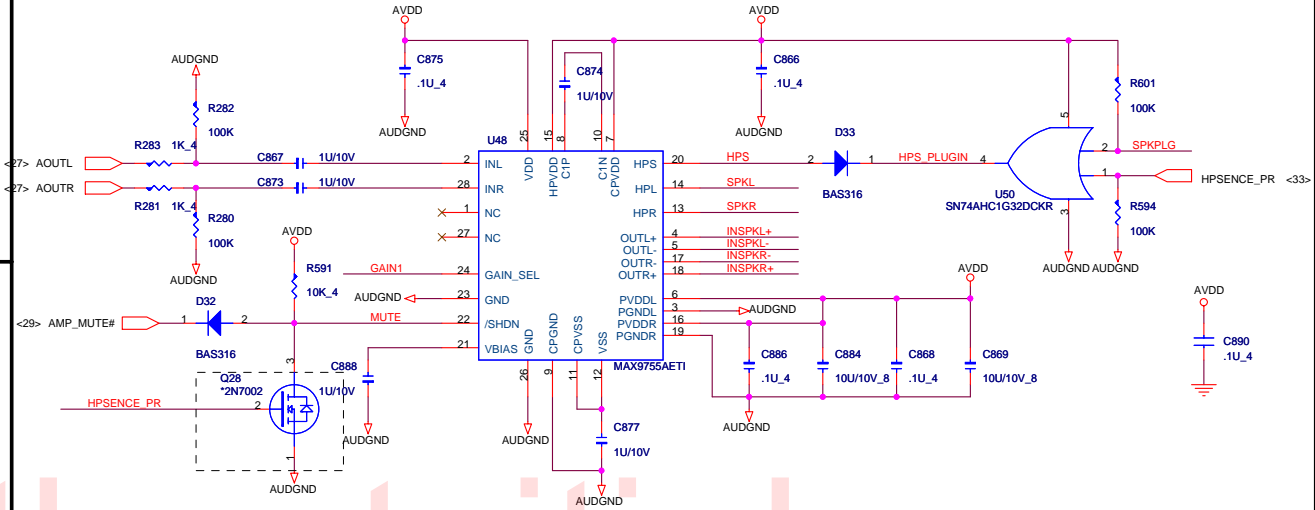 AVDD
AUDGND
R282
100K
R283 1K_4
<27> AOUTL
C867 1U/10V
<27> AOUTR
C873 1U/10V
R281 1K_4
R280
100K
AUDGND
AVDD
C875
.1U_4
AUDGND
C874
1U/10V
AVDD
C866
.1U_4
AUDGND
R601
100K
U48
25 15 8 10 7
VDD HPVDD C1P C1N CPVDD
2 INL
28 INR
1 NC
27 NC
24 GAIN_SEL
23 GND
22 /SHDN
21 VBIAS
GAIN1
AUDGND
MUTE
HPS 20 HPS
HPL 14 SPKL
HPR 13 SPKR
OUTL+ 4 INSPKL+
OUTL- 5 INSPKL-
OUTR- 17 INSPKR-
OUTR+ 18 INSPKR+
PVDDL 6
PGNDL 3 AUDGND
PVDDR 16
PGNDR 19
GND CPGND CPVSS VSS
26 9 11 12
MAX9755AETI
D33
2 1
BAS316
HPS_PLUGIN 4
5
2 SPKPLG
1 HPSENCE_PR <33>
3
U50
SN74AHC1G32DCKR
R594
100K
AUDGND AUDGND
AVDD
R591
10K_4
D32
<29> AMP_MUTE# 1 2
BAS316
3
Q28
*2N7002
HPSENCE_PR 2
1
AUDGND
C888
1U/10V
AUDGND
AUDGND
C877
1U/10V
AUDGND
AVDD
C886
.1U_4
C884
10U/10V_8
C868
.1U_4
C869
10U/10V_8
AUDGND
AVDD
C890
.1U_4